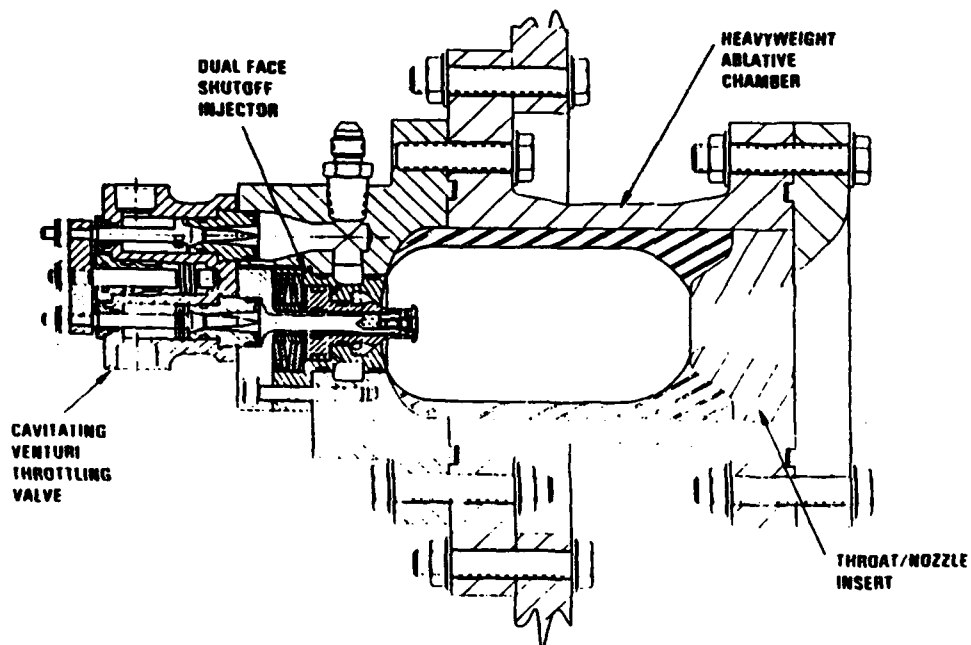 HEAVYWEIGHT
ABLATIVE
CHAMBER
DUAL FACE
SHUTOFF
INJECTOR
CAVITATING
VENTURI
THROTTLING
VALVE
THROAT/NOZZLE
INSERT